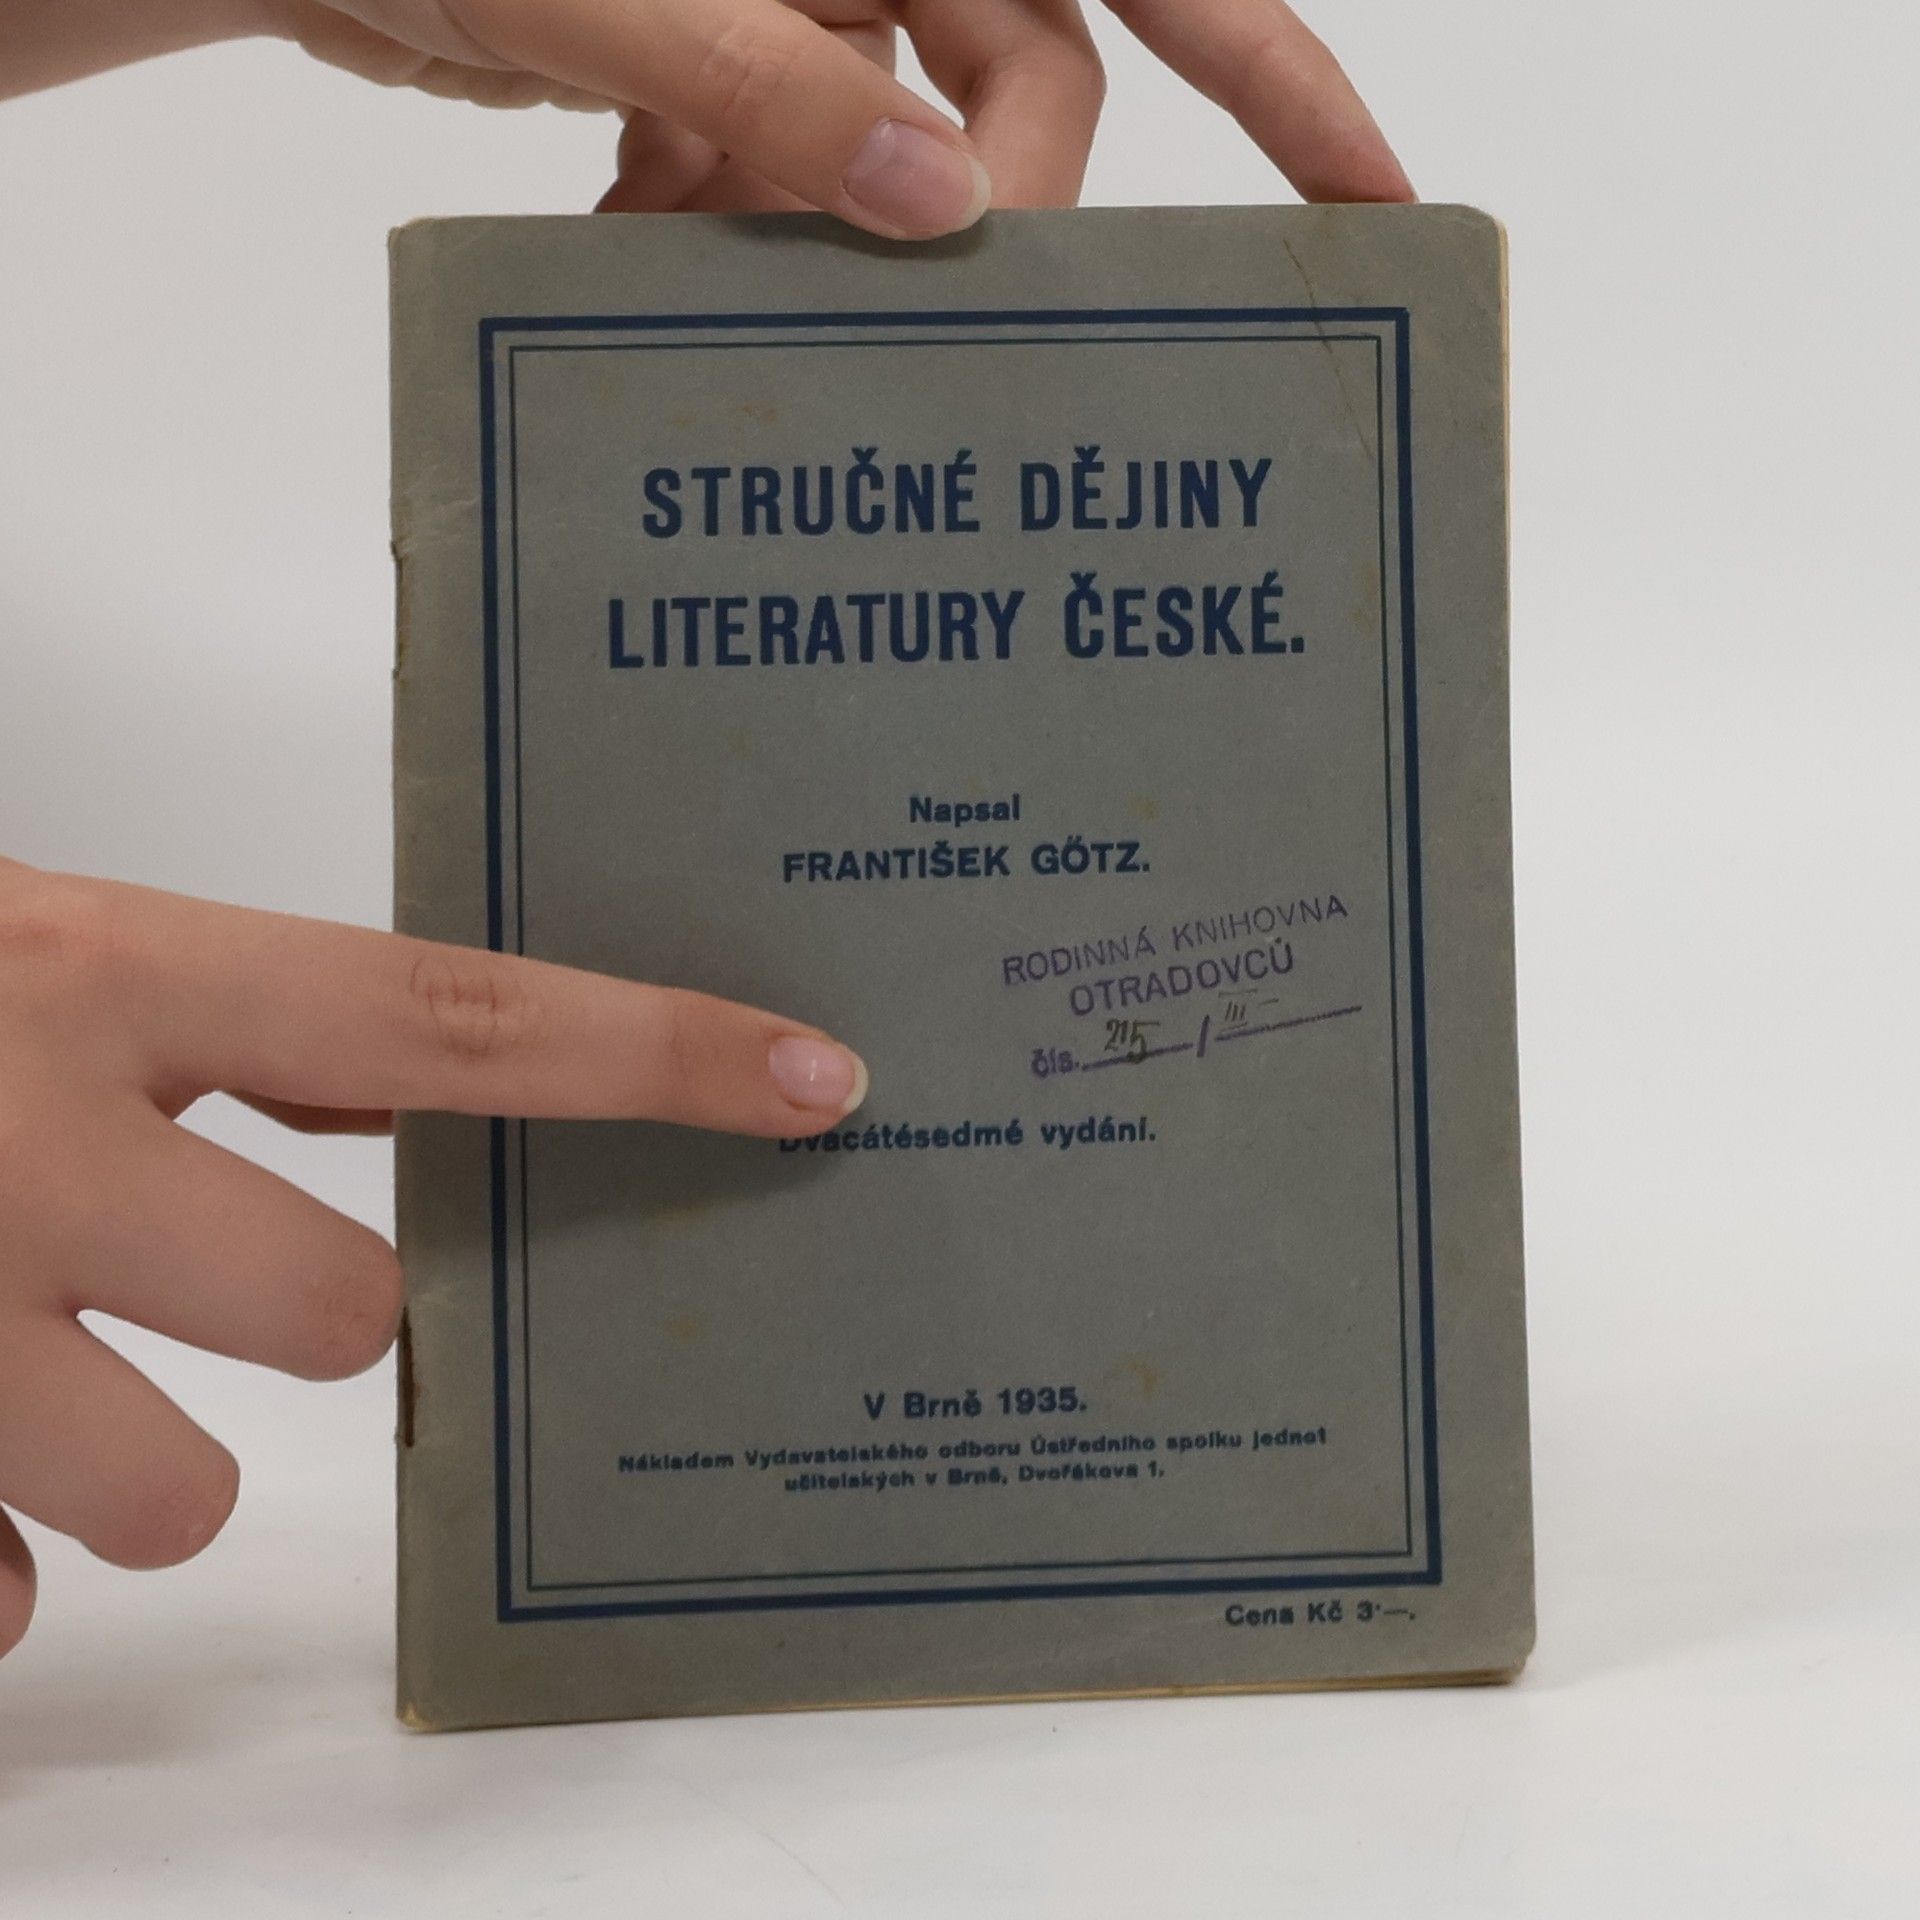 STRUČNÉ DĚJINY
LITERATURY ČESKÉ.
Napsal
FRANTIŠEK GÖTZ.
RODINNÁ KNIHOVNA
OTRADOVCŮ
čís. 215 / III
Dvacátésedmé vydání.
V Brně 1935.
Nákladem Vydavatelského odboru Ústředního spolku jednot
učitelských v Brně, Dvořákova 1.
Cena Kč 3·—.